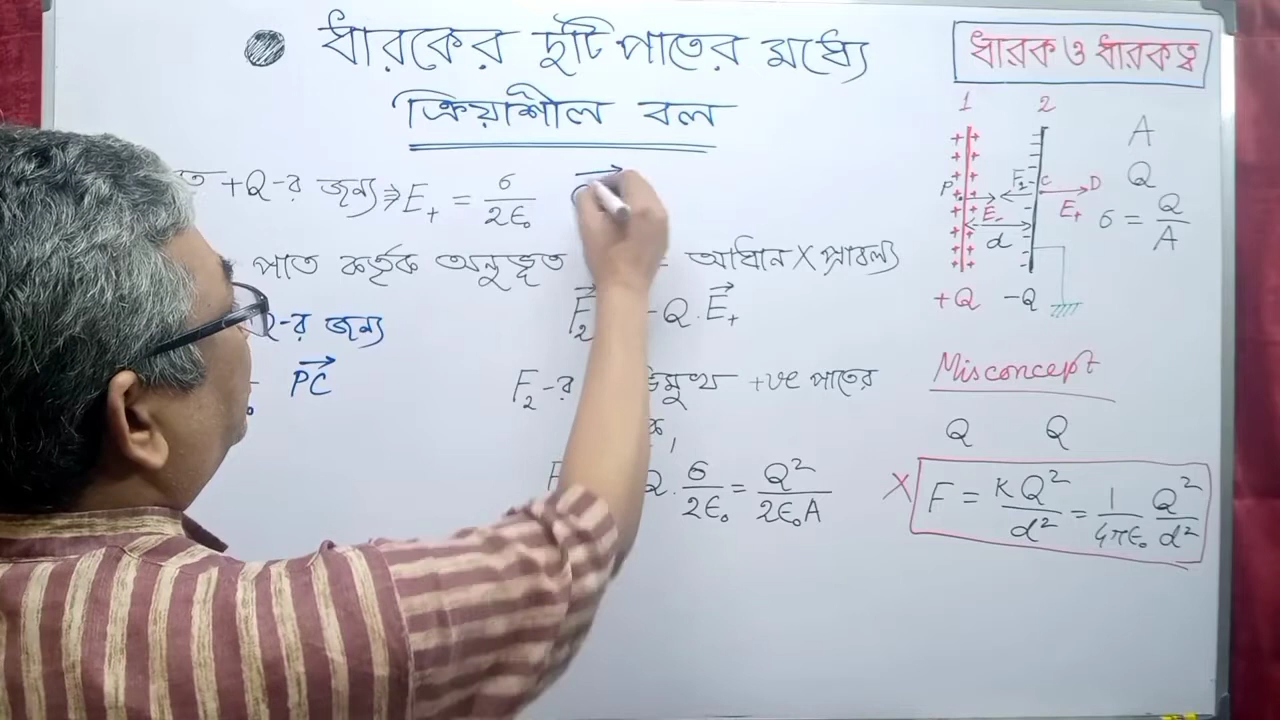 ধারকের দুটি পাতের মধ্যে
ক্রিয়াশীল বল
ধারক ও ধারকত্ব
+Q-র জন্য ⇒ E₊ = σ/2ε₀
পাত কর্তৃক অনুভূত = আধান X প্রাবল্য
F⃗₂ -Q.E⃗₊
Q-র জন্য
PC⃗
F₂-র +ve পাতের
Q.σ/2ε₀ = Q²/2ε₀A
1 2
A
Q
σ = Q/A
P F₂ C D
E₋ E₊
d
+Q -Q
Misconcept
Q Q
X F = KQ²/d² = 1/4πε₀ Q²/d²